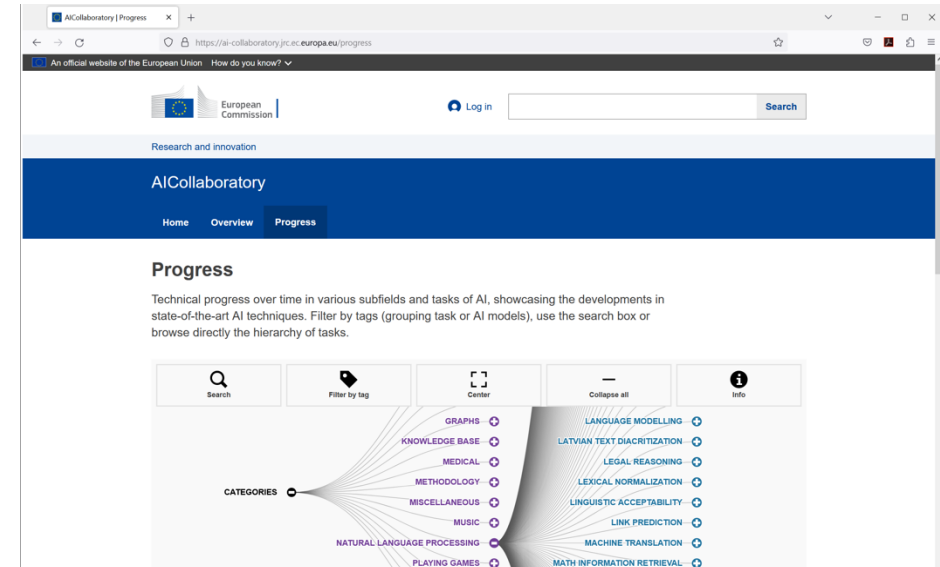 AICollaboratory | Progress
https://ai-collaboratory.jrc.ec.europa.eu/progress
An official website of the European Union How do you know?
European
Commission
Log in
Search
Research and innovation
AICollaboratory
Home Overview Progress
Progress
Technical progress over time in various subfields and tasks of AI, showcasing the developments in
state-of-the-art AI techniques. Filter by tags (grouping task or AI models), use the search box or
browse directly the hierarchy of tasks.
Search Filter by tag Center Collapse all Info
GRAPHS LANGUAGE MODELLING
KNOWLEDGE BASE LATVIAN TEXT DIACRITIZATION
MEDICAL LEGAL REASONING
METHODOLOGY LEXICAL NORMALIZATION
CATEGORIES
MISCELLANEOUS LINGUISTIC ACCEPTABILITY
MUSIC LINK PREDICTION
NATURAL LANGUAGE PROCESSING MACHINE TRANSLATION
PLAYING GAMES MATH INFORMATION RETRIEVAL